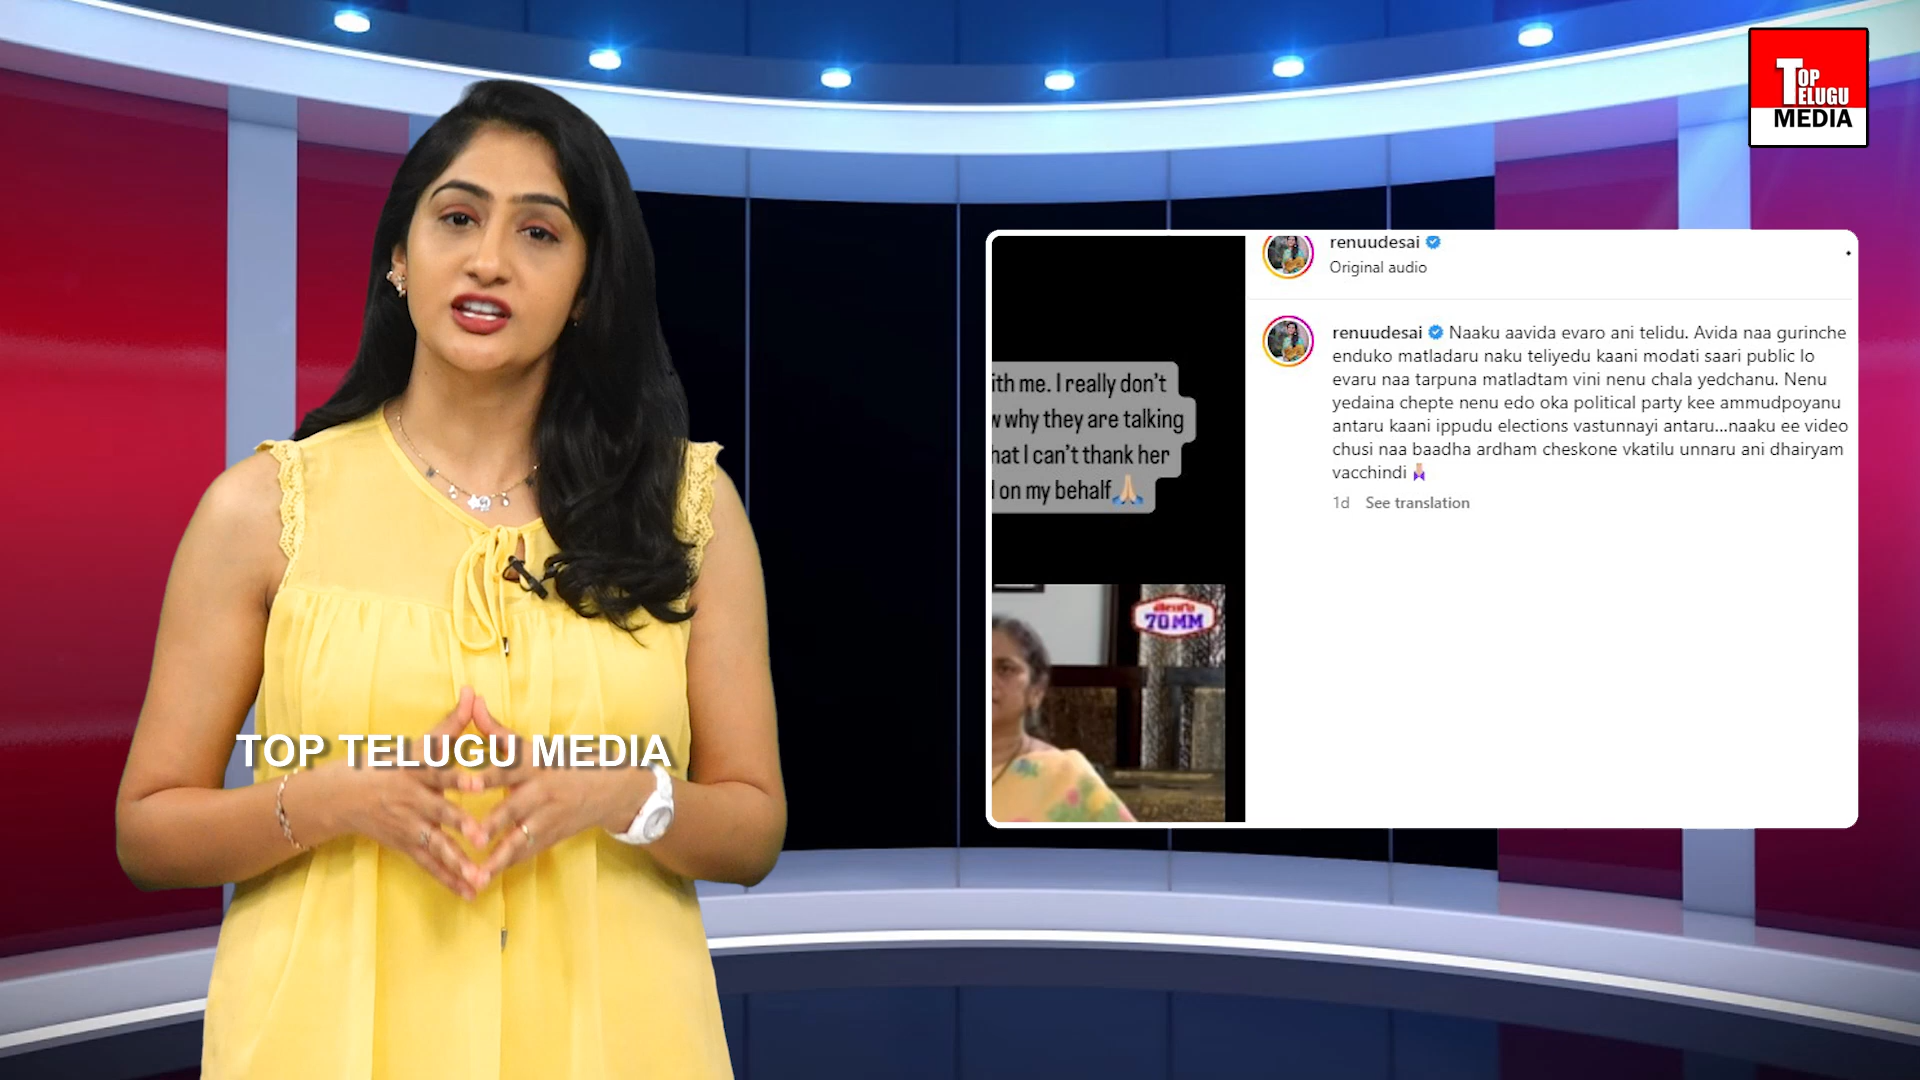 TOP
TELUGU
MEDIA
renuudesai
Original audio
renuudesai Naaku aavida evaro ani telidu. Avida naa gurinche
enduko matladaru naku teliyedu kaani modati saari public lo
evaru naa tarpuna matladtam vini nenu chala yedchanu. Nenu
yedaina chepte nenu edo oka political party kee ammudpoyanu
antaru kaani ippudu elections vastunnayi antaru...naaku ee video
chusi naa baadha ardham cheskone vkatilu unnaru ani dhairyam
vacchindi
1d See translation
ith me. I really don't
why they are talking
hat I can't thank her
on my behalf
70MM
TOP TELUGU MEDIA